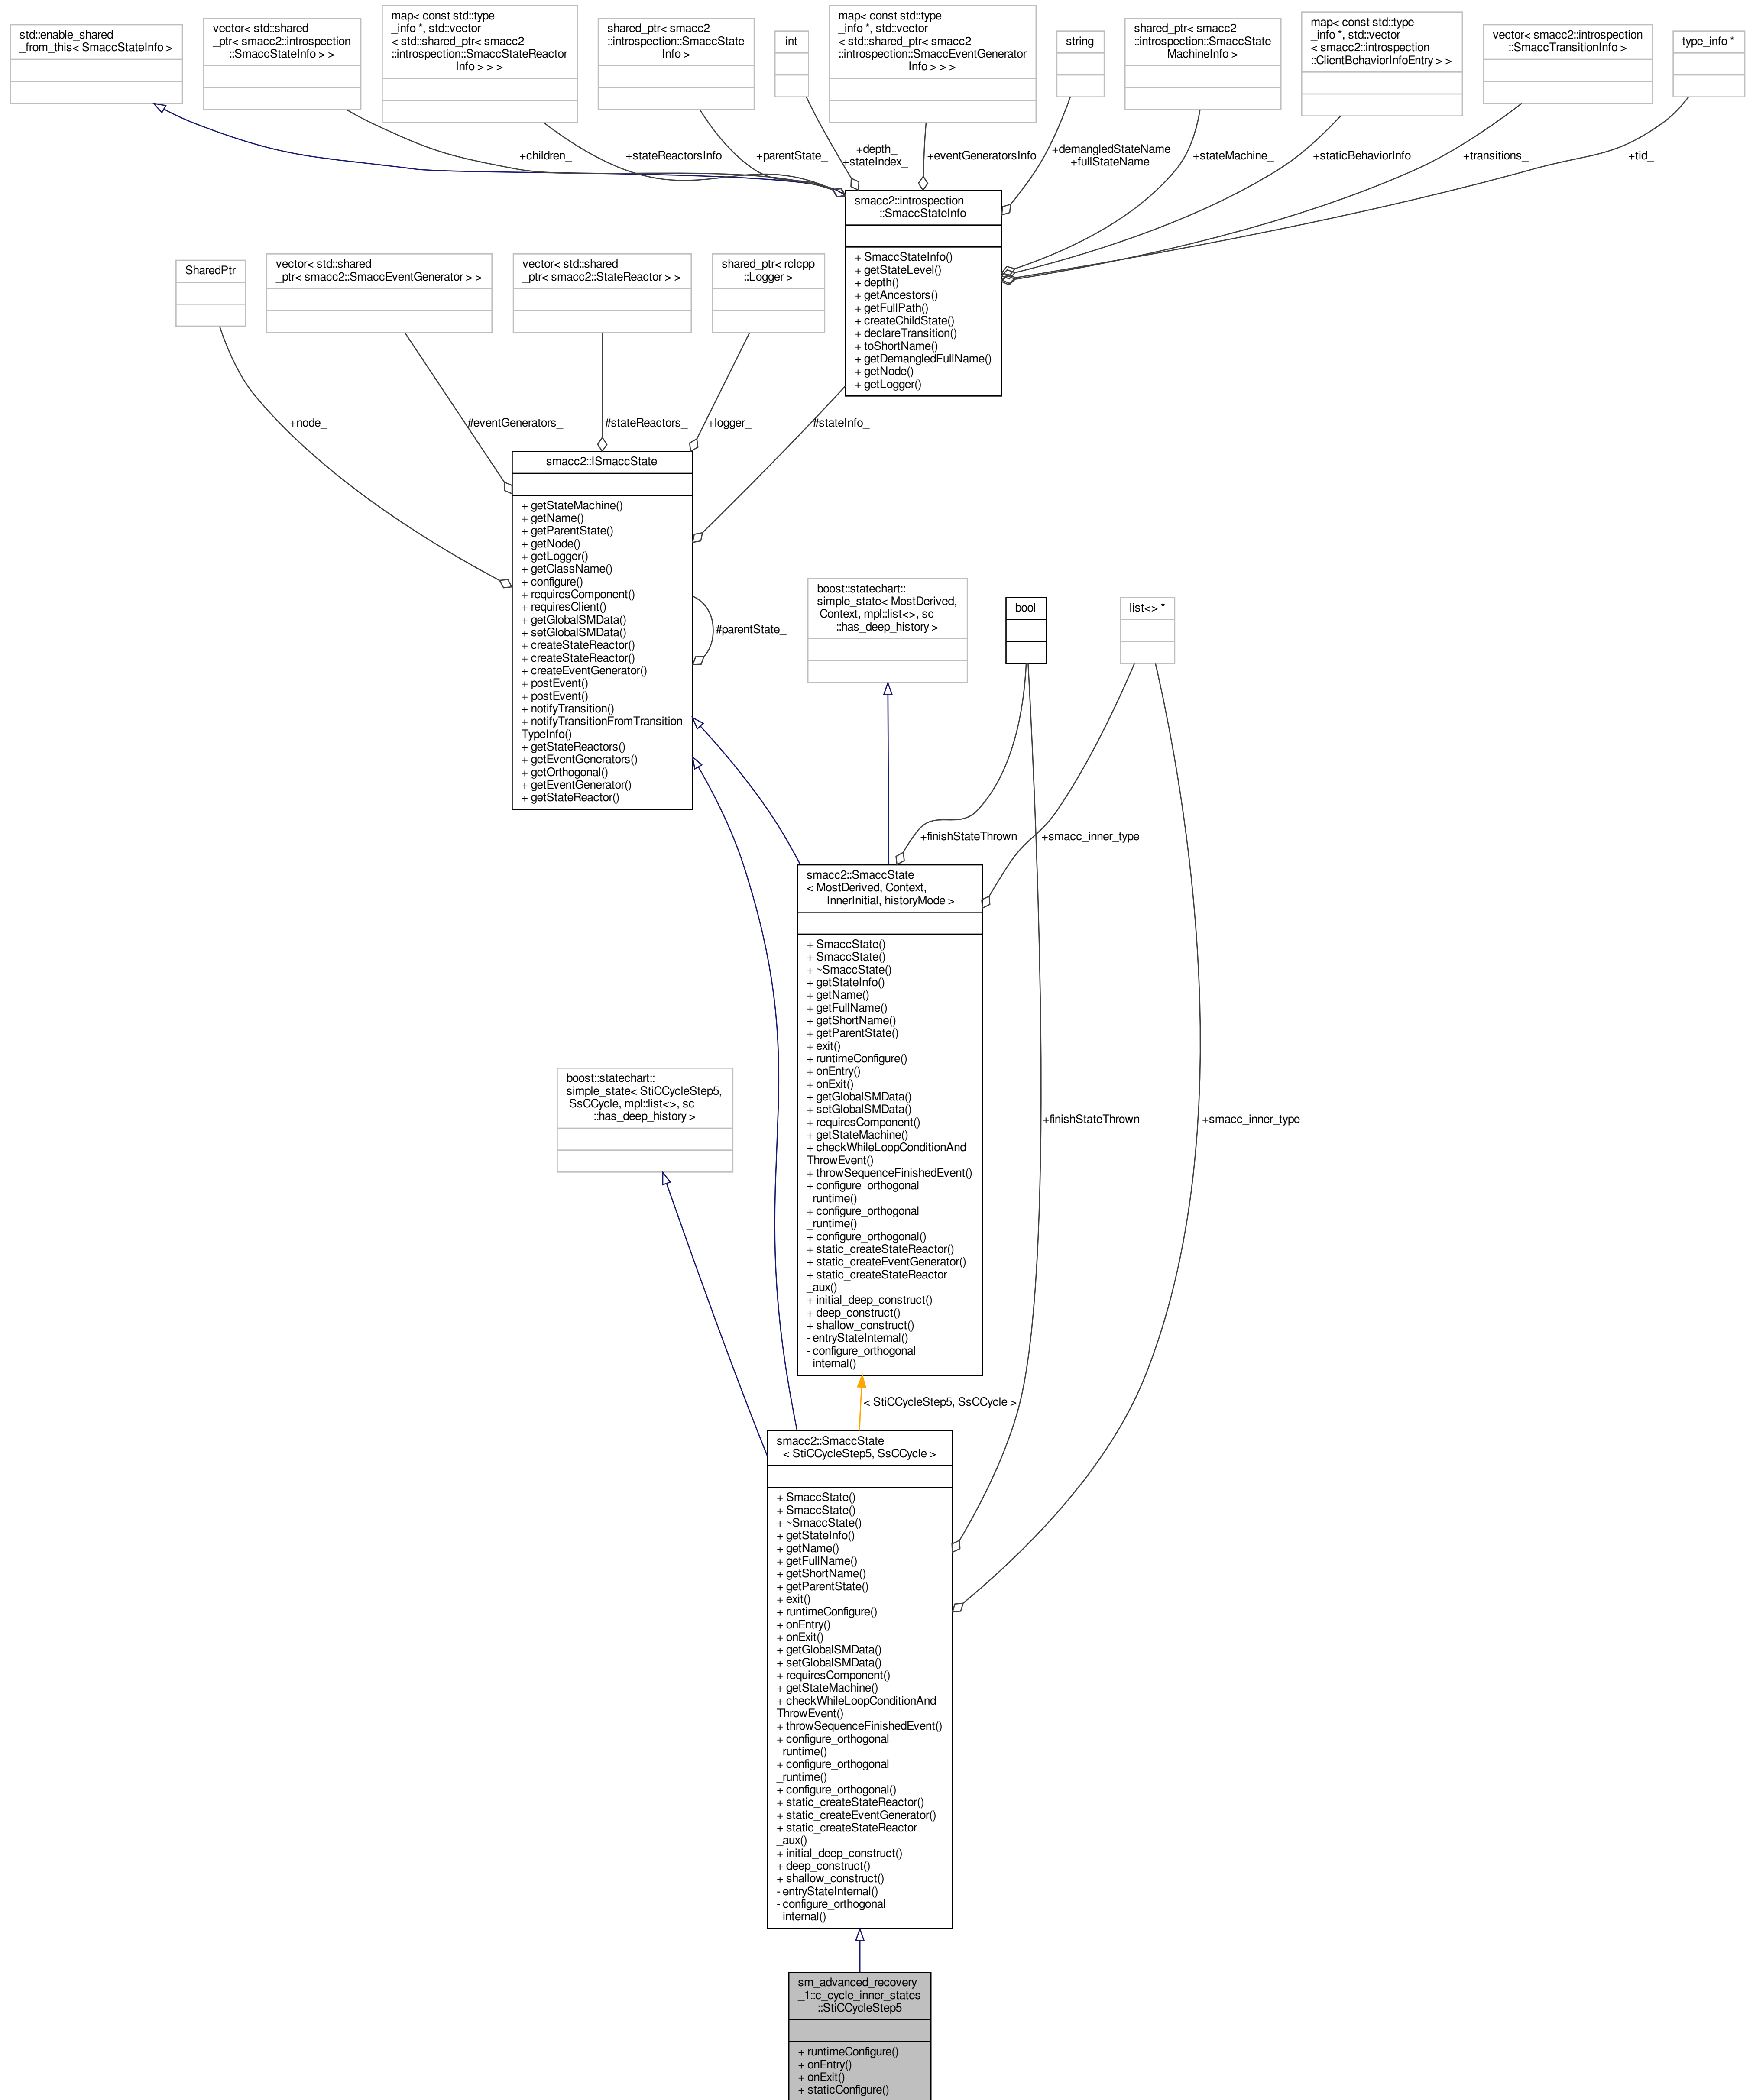 std::enable_shared
_from_this< SmaccStateInfo >
vector< std::shared
_ptr< smacc2::introspection
::SmaccStateInfo > >
map< const std::type
_info *, std::vector
< std::shared_ptr< smacc2
::introspection::SmaccStateReactor
Info > > >
shared_ptr< smacc2
::introspection::SmaccState
Info >
int
map< const std::type
_info *, std::vector
< std::shared_ptr< smacc2
::introspection::SmaccEventGenerator
Info > > >
string
shared_ptr< smacc2
::introspection::SmaccState
MachineInfo >
map< const std::type
_info *, std::vector
< smacc2::introspection
::ClientBehaviorInfoEntry > >
vector< smacc2::introspection
::SmaccTransitionInfo >
type_info *
+children_
+stateReactorsInfo
+parentState_
+depth_
+stateIndex_
+eventGeneratorsInfo
+demangledStateName
+fullStateName
+stateMachine_
+staticBehaviorInfo
+transitions_
+tid_
smacc2::introspection
::SmaccStateInfo
+ SmaccStateInfo()
+ getStateLevel()
+ depth()
+ getAncestors()
+ getFullPath()
+ createChildState()
+ declareTransition()
+ toShortName()
+ getDemangledFullName()
+ getNode()
+ getLogger()
SharedPtr
vector< std::shared
_ptr< smacc2::SmaccEventGenerator > >
vector< std::shared
_ptr< smacc2::StateReactor > >
shared_ptr< rclcpp
::Logger >
+node_
#eventGenerators_
#stateReactors_
+logger_
#stateInfo_
smacc2::ISmaccState
+ getStateMachine()
+ getName()
+ getParentState()
+ getNode()
+ getLogger()
+ getClassName()
+ configure()
+ requiresComponent()
+ requiresClient()
+ getGlobalSMData()
+ setGlobalSMData()
+ createStateReactor()
+ createStateReactor()
+ createEventGenerator()
+ postEvent()
+ postEvent()
+ notifyTransition()
+ notifyTransitionFromTransition
TypeInfo()
+ getStateReactors()
+ getEventGenerators()
+ getOrthogonal()
+ getEventGenerator()
+ getStateReactor()
#parentState_
boost::statechart::
simple_state< MostDerived,
Context, mpl::list<>, sc
::has_deep_history >
bool
list<> *
+finishStateThrown
+smacc_inner_type
smacc2::SmaccState
< MostDerived, Context,
InnerInitial, historyMode >
+ SmaccState()
+ SmaccState()
+ ~SmaccState()
+ getStateInfo()
+ getName()
+ getFullName()
+ getShortName()
+ getParentState()
+ exit()
+ runtimeConfigure()
+ onEntry()
+ onExit()
+ getGlobalSMData()
+ setGlobalSMData()
+ requiresComponent()
+ getStateMachine()
+ checkWhileLoopConditionAnd
ThrowEvent()
+ throwSequenceFinishedEvent()
+ configure_orthogonal
_runtime()
+ configure_orthogonal
_runtime()
+ configure_orthogonal()
+ static_createStateReactor()
+ static_createEventGenerator()
+ static_createStateReactor
_aux()
+ initial_deep_construct()
+ deep_construct()
+ shallow_construct()
- entryStateInternal()
- configure_orthogonal
_internal()
boost::statechart::
simple_state< StiCCycleStep5,
SsCCycle, mpl::list<>, sc
::has_deep_history >
+finishStateThrown
+smacc_inner_type
< StiCCycleStep5, SsCCycle >
smacc2::SmaccState
< StiCCycleStep5, SsCCycle >
+ SmaccState()
+ SmaccState()
+ ~SmaccState()
+ getStateInfo()
+ getName()
+ getFullName()
+ getShortName()
+ getParentState()
+ exit()
+ runtimeConfigure()
+ onEntry()
+ onExit()
+ getGlobalSMData()
+ setGlobalSMData()
+ requiresComponent()
+ getStateMachine()
+ checkWhileLoopConditionAnd
ThrowEvent()
+ throwSequenceFinishedEvent()
+ configure_orthogonal
_runtime()
+ configure_orthogonal
_runtime()
+ configure_orthogonal()
+ static_createStateReactor()
+ static_createEventGenerator()
+ static_createStateReactor
_aux()
+ initial_deep_construct()
+ deep_construct()
+ shallow_construct()
- entryStateInternal()
- configure_orthogonal
_internal()
sm_advanced_recovery
_1::c_cycle_inner_states
::StiCCycleStep5
+ runtimeConfigure()
+ onEntry()
+ onExit()
+ staticConfigure()